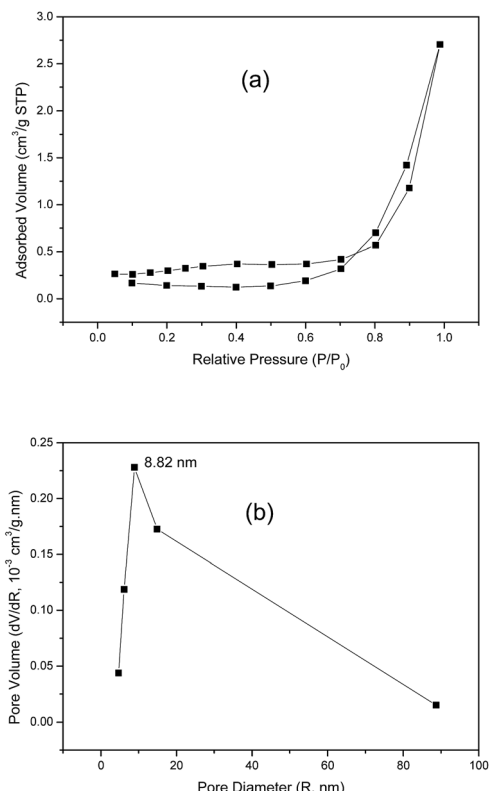 3.0
2.5
2.0
1.5
1.0
0.5
0.0
Adsorbed Volume (cm³/g STP)
(a)
0.0 0.2 0.4 0.6 0.8 1.0
Relative Pressure (P/P₀)
0.25
0.20
0.15
0.10
0.05
0.00
Pore Volume (dV/dR, 10⁻³ cm³/g.nm)
8.82 nm
(b)
0 20 40 60 80 100
Pore Diameter (R, nm)